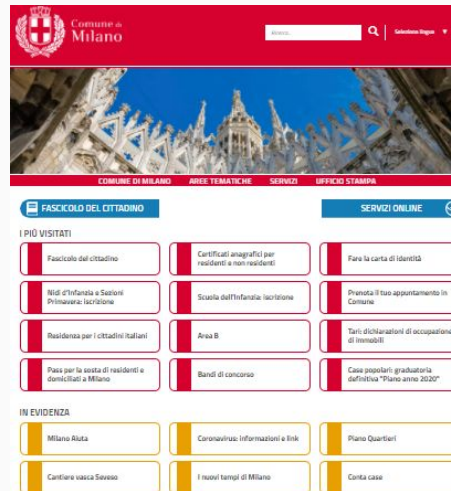 Comune di
Milano
Ricerca...
Seleziona lingua
COMUNE DI MILANO AREE TEMATICHE SERVIZI UFFICIO STAMPA
FASCICOLO DEL CITTADINO
SERVIZI ONLINE
I PIÙ VISITATI
Fascicolo del cittadino
Certificati anagrafici per
residenti e non residenti
Fare la carta di identità
Nidi d'Infanzia e Sezioni
Primavera: iscrizione
Scuola dell'Infanzia: iscrizione
Prenota il tuo appuntamento in
Comune
Residenza per i cittadini italiani
Area B
Tari: dichiarazioni di occupazione
di immobili
Pass per la sosta di residenti e
domiciliati a Milano
Bandi di concorso
Case popolari: graduatoria
definitiva "Piano anno 2020"
IN EVIDENZA
Milano Aiuta
Coronavirus: informazioni e link
Piano Quartieri
Cantiere vasca Seveso
I nuovi tempi di Milano
Conta case